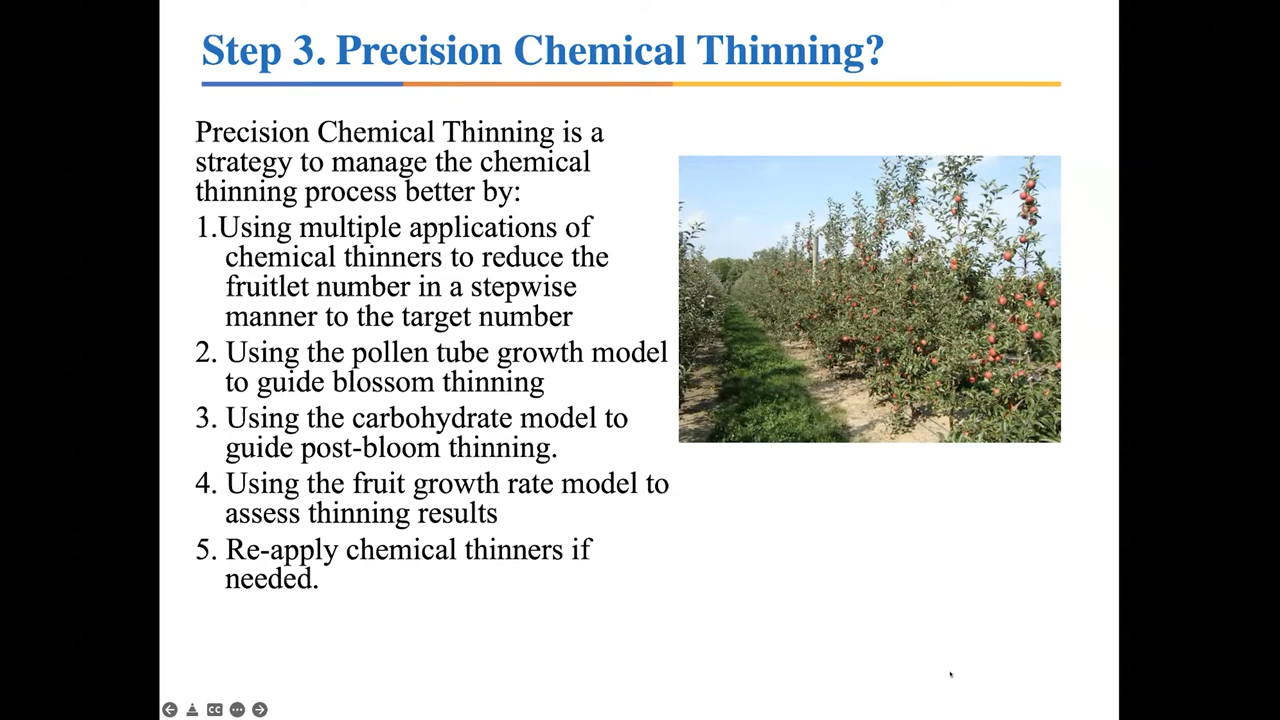 Step 3. Precision Chemical Thinning?
Precision Chemical Thinning is a
strategy to manage the chemical
thinning process better by:
1.Using multiple applications of
chemical thinners to reduce the
fruitlet number in a stepwise
manner to the target number
2. Using the pollen tube growth model
to guide blossom thinning
3. Using the carbohydrate model to
guide post-bloom thinning.
4. Using the fruit growth rate model to
assess thinning results
5. Re-apply chemical thinners if
needed.
CC